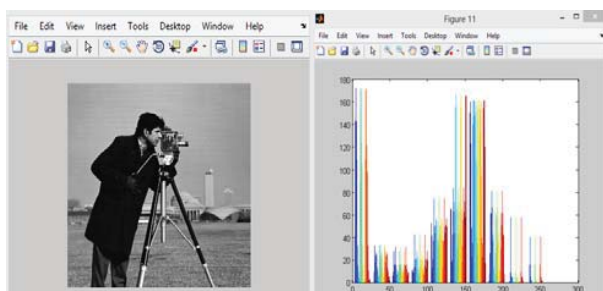 File Edit View Insert Tools Desktop Window Help
Figure 11
File Edit View Insert Tools Desktop Window Help
180
160
140
120
100
80
60
40
20
0
0 50 100 150 200 250 300